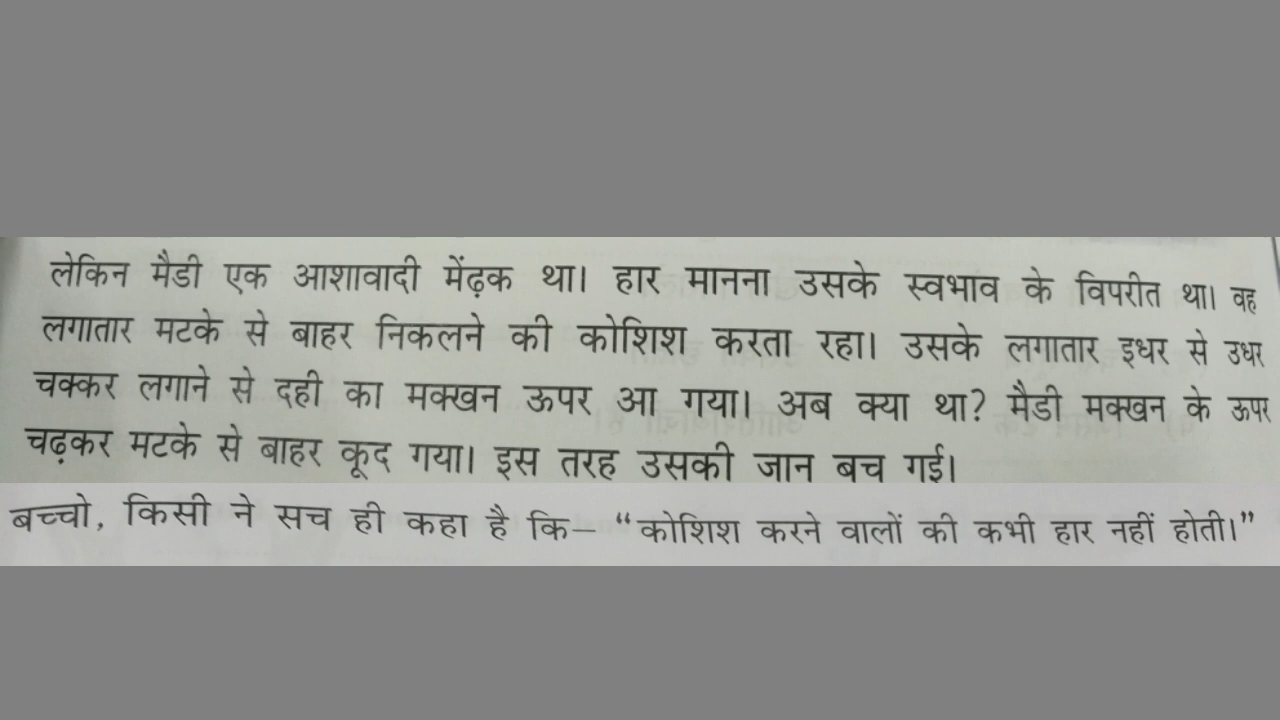 लेकिन मैडी एक आशावादी मेंढ़क था। हार मानना उसके स्वभाव के विपरीत था। वह
लगातार मटके से बाहर निकलने की कोशिश करता रहा। उसके लगातार इधर से उधर
चक्कर लगाने से दही का मक्खन ऊपर आ गया। अब क्या था? मैडी मक्खन के ऊपर
चढ़कर मटके से बाहर कूद गया। इस तरह उसकी जान बच गई।
बच्चो, किसी ने सच ही कहा है कि– “कोशिश करने वालों की कभी हार नहीं होती।”